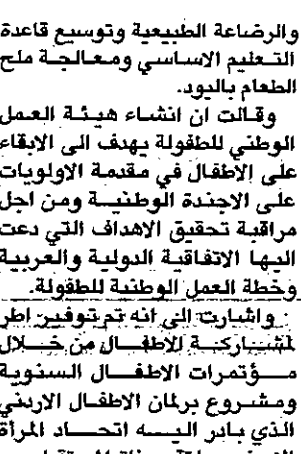 والرضاعة الطبيعية وتوسيع قاعدة
التعليم الاساسي ومعالجة ملح
الطعام باليود.
وقالت ان انشاء هيئة العمل
الوطني للطفولة يهدف الى الابقاء
على الاطفال في مقدمة الاولويات
على الاجندة الوطنية ومن اجل
مراقبة تحقيق الاهداف التي دعت
اليها الاتفاقية الدولية والعربية
وخطة العمل الوطنية للطفولة.
واشارت الى انه تم توفير اطر
لمشاركة الاطفال من خلال
مؤتمرات الاطفال السنوية
ومشروع برلمان الاطفال الاردني
الذي بادر اليه اتحاد المرأة